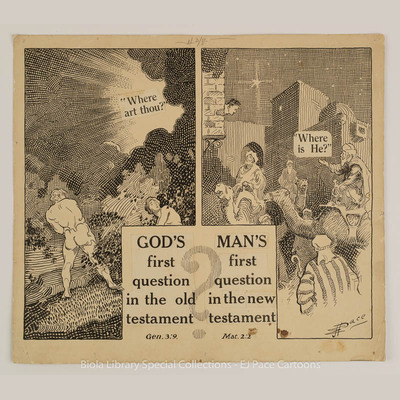 "Where
art thou?"
"Where
is He?"
GOD'S
first
question
in the old
testament
Gen. 3:9
?
MAN'S
first
question
in the new
testament
Mat. 2:2
Pace
Biola Library Special Collections - EJ Pace Cartoons